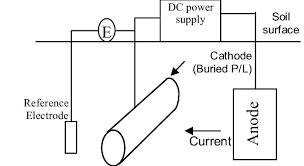 DC power
supply
Soil
surface
E
Cathode
(Buried P/L)
Reference
Electrode
Current
Anode